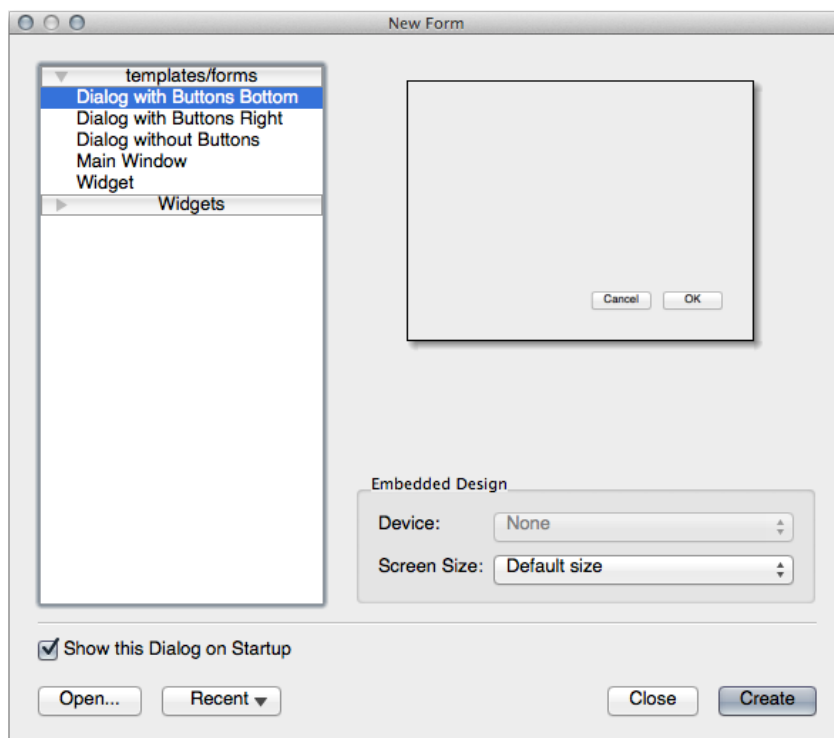 New Form
templates/forms
Dialog with Buttons Bottom
Dialog with Buttons Right
Dialog without Buttons
Main Window
Widget
Widgets
Cancel OK
Embedded Design
Device: None
Screen Size: Default size
Show this Dialog on Startup
Open... Recent Close Create